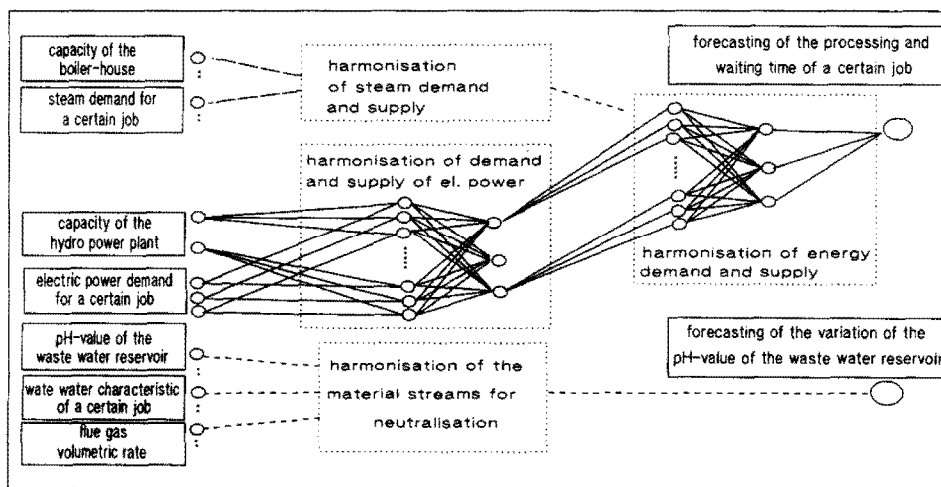 capacity of the
boiler-house
steam demand for
a certain job
capacity of the
hydro power plant
electric power demand
for a certain job
pH-value of the
waste water reservoir
wate water characteristic
of a certain job
flue gas
volumetric rate
harmonisation
of steam demand
and supply
harmonisation of demand
and supply of el. power
harmonisation of the
material streams for
neutralisation
forecasting of the processing and
waiting time of a certain job
harmonisation of energy
demand and supply
forecasting of the variation of the
pH-value of the waste water reservoir